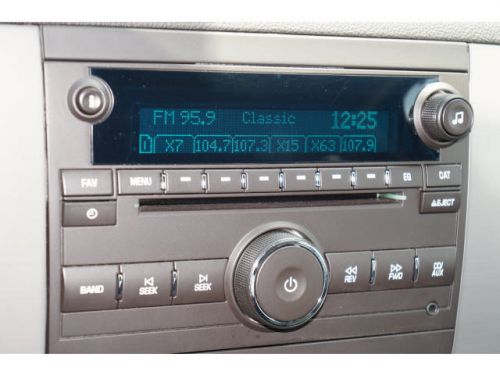 FM 95.9 Classic 12:25
1 X7 104.7 107.3 X15 X63 107.9
FAV MENU EQ CAT
EJECT
BAND SEEK SEEK REV FWD CD/AUX